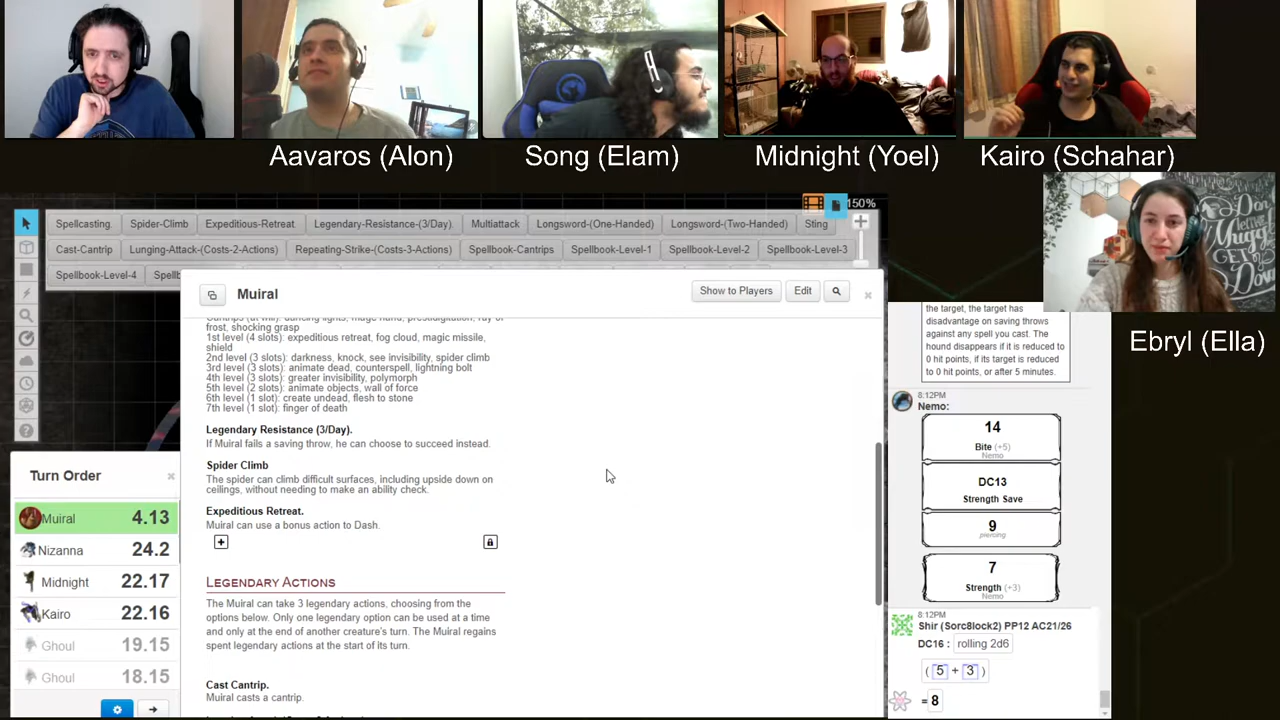 Aavaros (Alon)
Song (Elam)
Midnight (Yoel)
Kairo (Schahar)
Ebryl (Ella)
150%
Spellcasting
Spider-Climb
Expeditious-Retreat
Legendary-Resistance-(3/Day)
Multiattack
Longsword-(One-Handed)
Longsword-(Two-Handed)
Sting
Cast-Cantrip
Lunging-Attack-(Costs-2-Actions)
Repeating-Strike-(Costs-3-Actions)
Spellbook-Cantrips
Spellbook-Level-1
Spellbook-Level-2
Spellbook-Level-3
Spellbook-Level-4
Spellb
Muiral
Show to Players
Edit
Cantrips (at will): dancing lights, mage hand, prestidigitation, ray of
frost, shocking grasp
1st level (4 slots): expeditious retreat, fog cloud, magic missile,
shield
2nd level (3 slots): darkness, knock, see invisibility, spider climb
3rd level (3 slots): animate dead, counterspell, lightning bolt
4th level (3 slots): greater invisibility, polymorph
5th level (2 slots): animate objects, wall of force
6th level (1 slot): create undead, flesh to stone
7th level (1 slot): finger of death
Legendary Resistance (3/Day).
If Muiral fails a saving throw, he can choose to succeed instead.
Spider Climb
The spider can climb difficult surfaces, including upside down on
ceilings, without needing to make an ability check.
Expeditious Retreat.
Muiral can use a bonus action to Dash.
LEGENDARY ACTIONS
The Muiral can take 3 legendary actions, choosing from the
options below. Only one legendary option can be used at a time
and only at the end of another creature's turn. The Muiral regains
spent legendary actions at the start of its turn.
Cast Cantrip.
Muiral casts a cantrip.
Turn Order
Muiral 4.13
Nizanna 24.2
Midnight 22.17
Kairo 22.16
Ghoul 19.15
Ghoul 18.15
the target, the target has
disadvantage on saving throws
against any spell you cast. The
hound disappears if it is reduced to
0 hit points, if its target is reduced
to 0 hit points, or after 5 minutes.
8:12PM
Nemo:
14
Bite (+5)
Nemo
DC13
Strength Save
9
piercing
7
Strength (+3)
Nemo
8:12PM
Shir (Sorc8lock2) PP12 AC21/26
DC16 : rolling 2d6
( 5 + 3 )
= 8